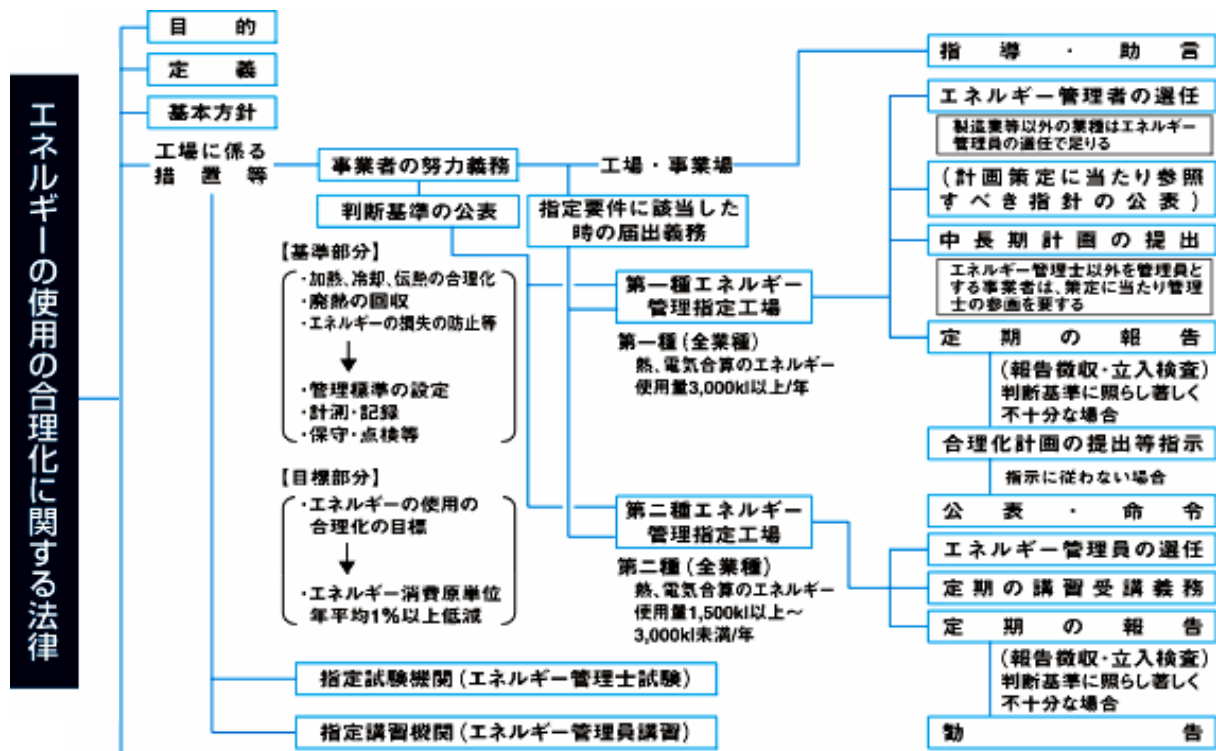 エネルギーの使用の合理化に関する法律
目的
定義
基本方針
工場に係る
措置等
事業者の努力義務
判断基準の公表
【基準部分】
・加熱、冷却、伝熱の合理化
・廃熱の回収
・エネルギーの損失の防止等
・管理標準の設定
・計測・記録
・保守・点検等
【目標部分】
・エネルギーの使用の
合理化の目標
・エネルギー消費原単位
年平均1%以上低減
指定試験機関(エネルギー管理士試験)
指定講習機関(エネルギー管理員講習)
工場・事業場
指定要件に該当した
時の届出義務
第一種エネルギー
管理指定工場
第一種(全業種)
熱、電気合算のエネルギー
使用量3,000kl以上/年
第二種エネルギー
管理指定工場
第二種(全業種)
熱、電気合算のエネルギー
使用量1,500kl以上〜
3,000kl未満/年
指導・助言
エネルギー管理者の選任
製造業等以外の業種はエネルギー
管理員の選任で足りる
(計画策定に当たり参照
すべき指針の公表)
中長期計画の提出
エネルギー管理士以外を管理員と
する事業者は、策定に当たり管理
士の参画を要する
定期の報告
(報告徴収・立入検査)
判断基準に照らし著しく
不十分な場合
合理化計画の提出等指示
指示に従わない場合
公表・命令
エネルギー管理員の選任
定期の講習受講義務
定期の報告
(報告徴収・立入検査)
判断基準に照らし著しく
不十分な場合
勧告